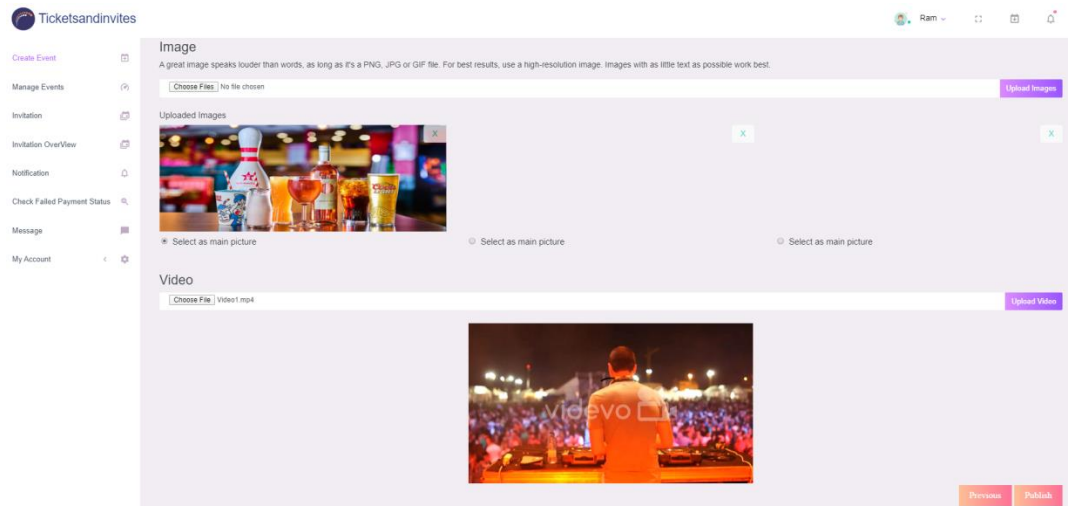 Ticketsandinvites
Ram
Create Event
Manage Events
Invitation
Invitation OverView
Notification
Check Failed Payment Status
Message
My Account
Image
A great image speaks louder than words, as long as it's a PNG, JPG or GIF file. For best results, use a high-resolution image. Images with as little text as possible work best.
Choose Files No file chosen
Upload Images
Uploaded Images
X
X
X
Select as main picture
Select as main picture
Select as main picture
Video
Choose File Video1.mp4
Upload Video
videvo
Previous
Publish